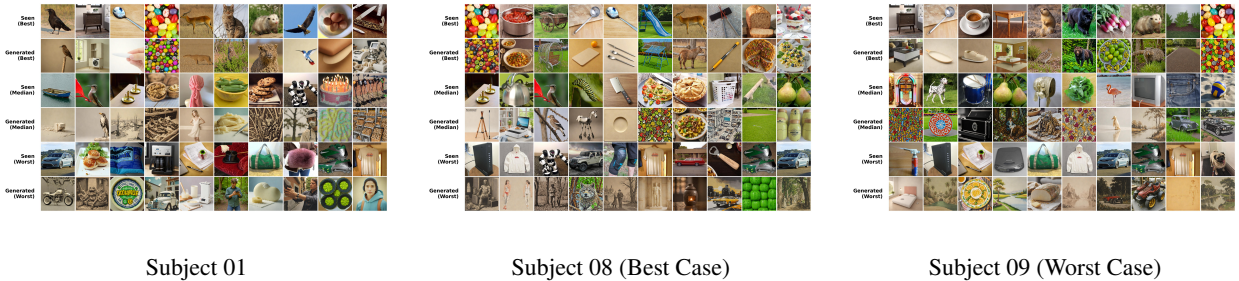 Seen
(Best)
Generated
(Best)
Seen
(Median)
Generated
(Median)
Seen
(Worst)
Generated
(Worst)
Subject 01
Seen
(Best)
Generated
(Best)
Seen
(Median)
Generated
(Median)
Seen
(Worst)
Generated
(Worst)
Subject 08 (Best Case)
Seen
(Best)
Generated
(Best)
Seen
(Median)
Generated
(Median)
Seen
(Worst)
Generated
(Worst)
Subject 09 (Worst Case)